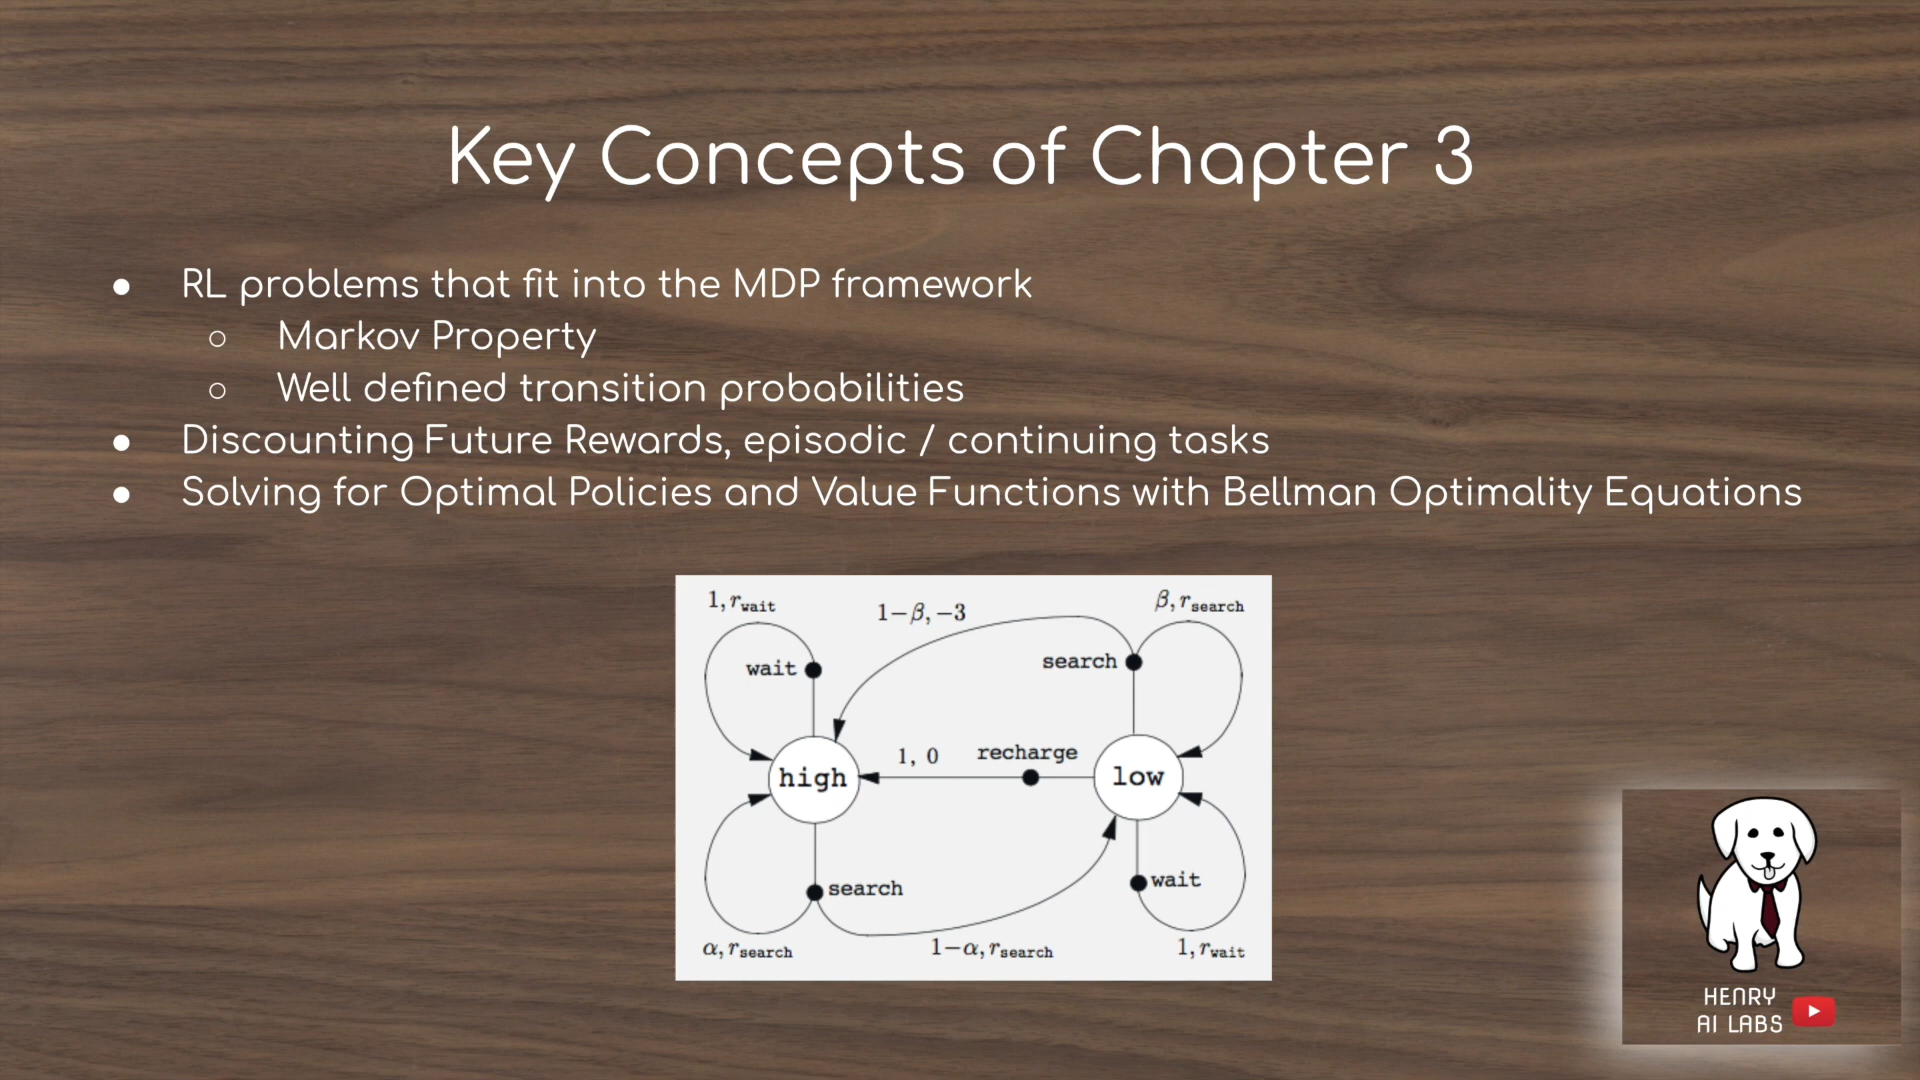 Key Concepts of Chapter 3
● RL problems that fit into the MDP framework
○ Markov Property
○ Well defined transition probabilities
● Discounting Future Rewards, episodic / continuing tasks
● Solving for Optimal Policies and Value Functions with Bellman Optimality Equations
1, r_wait
1−β, −3
β, r_search
wait
search
1, 0
recharge
high
low
search
wait
α, r_search
1−α, r_search
1, r_wait
HENRY
AI LABS